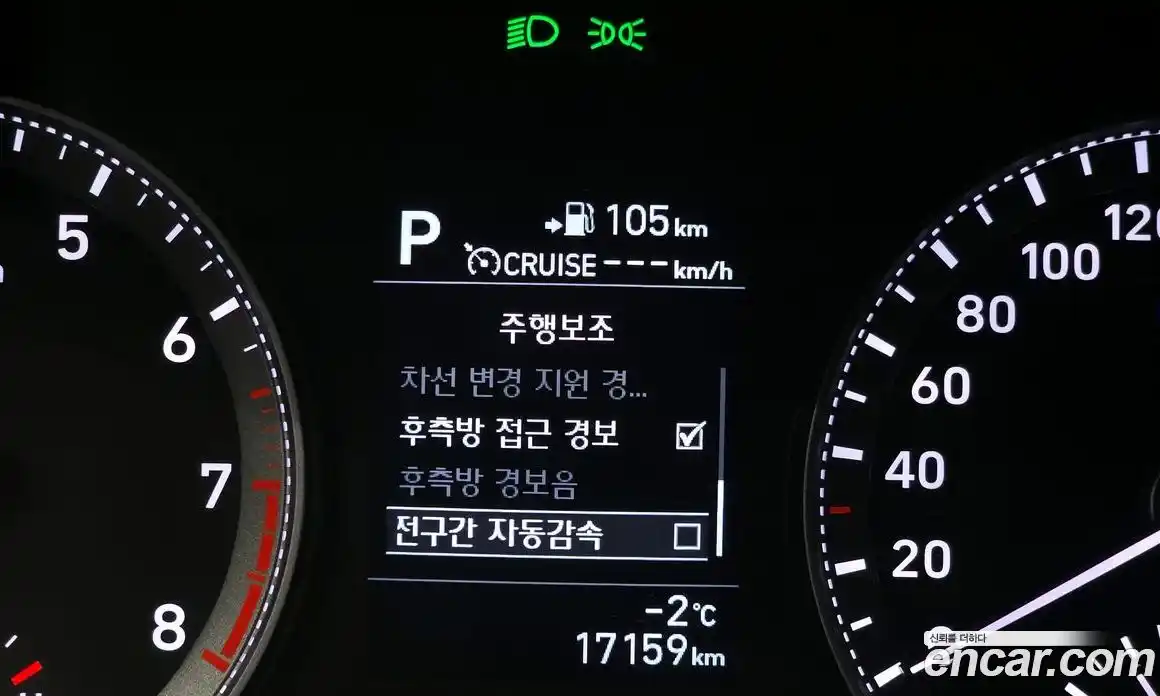 P
105km
CRUISE ---km/h
주행보조
차선 변경 지원 경...
후측방 접근 경보
후측방 경보음
전구간 자동감속
-2°C
17159km
5
6
7
8
120
100
80
60
40
20
0
신뢰를 더하다
encar.com